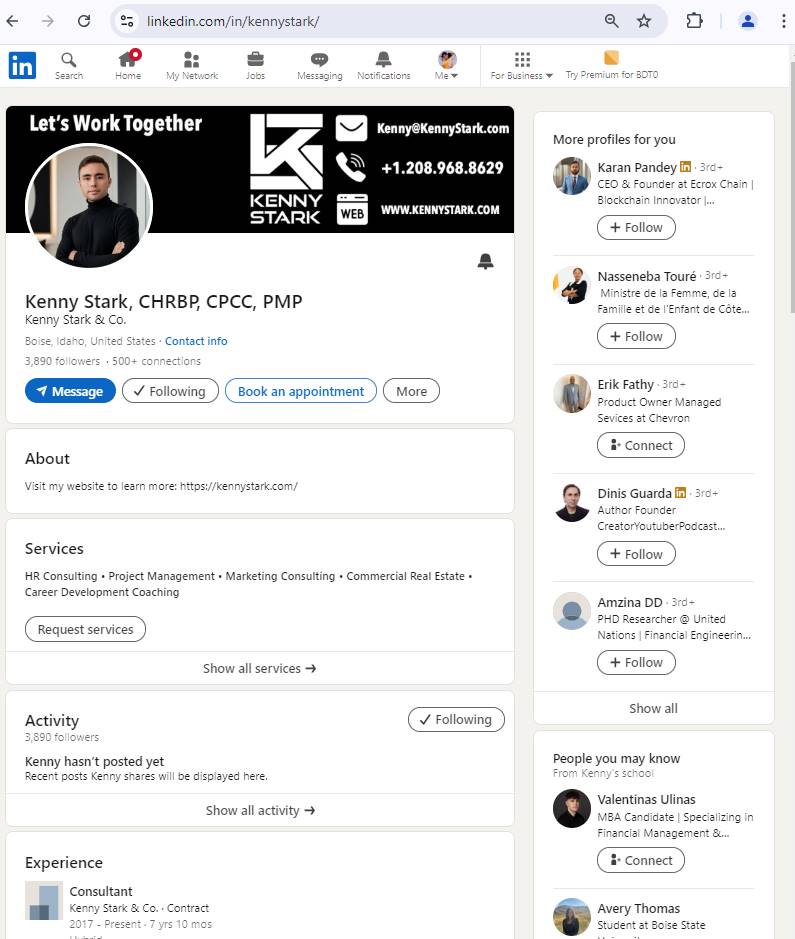 linkedin.com/in/kennystark/
in
Search
Home
My Network
Jobs
Messaging
Notifications
Me
For Business
Try Premium for BDT0
Let's Work Together
KENNY
STARK
Kenny@KennyStark.com
+1.208.968.8629
WEB
WWW.KENNYSTARK.COM
Kenny Stark, CHRBP, CPCC, PMP
Kenny Stark & Co.
Boise, Idaho, United States · Contact info
3,890 followers · 500+ connections
Message
Following
Book an appointment
More
About
Visit my website to learn more: https://kennystark.com/
Services
HR Consulting • Project Management • Marketing Consulting • Commercial Real Estate •
Career Development Coaching
Request services
Show all services →
Activity
Following
3,890 followers
Kenny hasn't posted yet
Recent posts Kenny shares will be displayed here.
Show all activity →
Experience
Consultant
Kenny Stark & Co. · Contract
2017 - Present · 7 yrs 10 mos
Hybrid
More profiles for you
Karan Pandey in · 3rd+
CEO & Founder at Ecrox Chain |
Blockchain Innovator |...
+ Follow
Nasseneba Touré · 3rd+
Ministre de la Femme, de la
Famille et de l'Enfant de Côte...
+ Follow
Erik Fathy · 3rd+
Product Owner Managed
Sevices at Chevron
Connect
Dinis Guarda in · 3rd+
Author Founder
CreatorYoutuberPodcast...
+ Follow
Amzina DD · 3rd+
PHD Researcher @ United
Nations | Financial Engineerin...
+ Follow
Show all
People you may know
From Kenny's school
Valentinas Ulinas
MBA Candidate | Specializing in
Financial Management &...
Connect
Avery Thomas
Student at Boise State
University